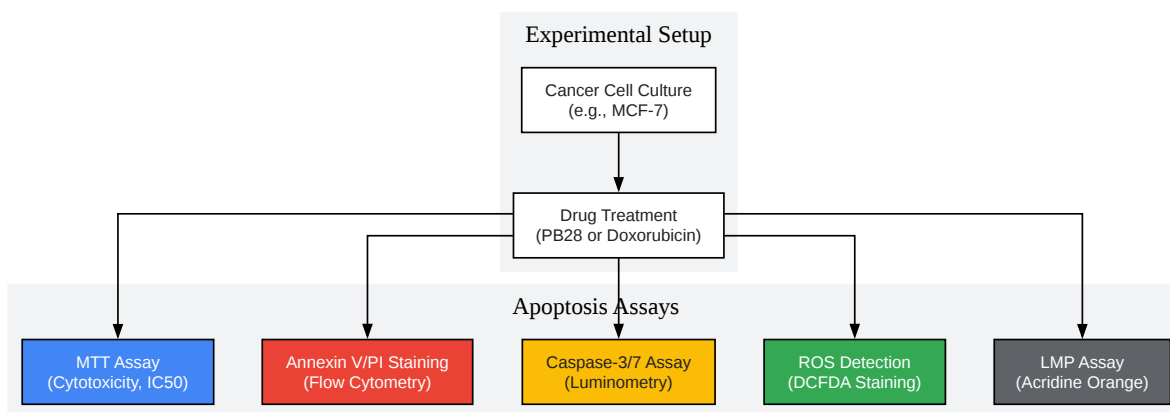 Experimental Setup
Cancer Cell Culture
(e.g., MCF-7)
Drug Treatment
(PB28 or Doxorubicin)
Apoptosis Assays
MTT Assay
(Cytotoxicity, IC50)
Annexin V/PI Staining
(Flow Cytometry)
Caspase-3/7 Assay
(Luminometry)
ROS Detection
(DCFDA Staining)
LMP Assay
(Acridine Orange)